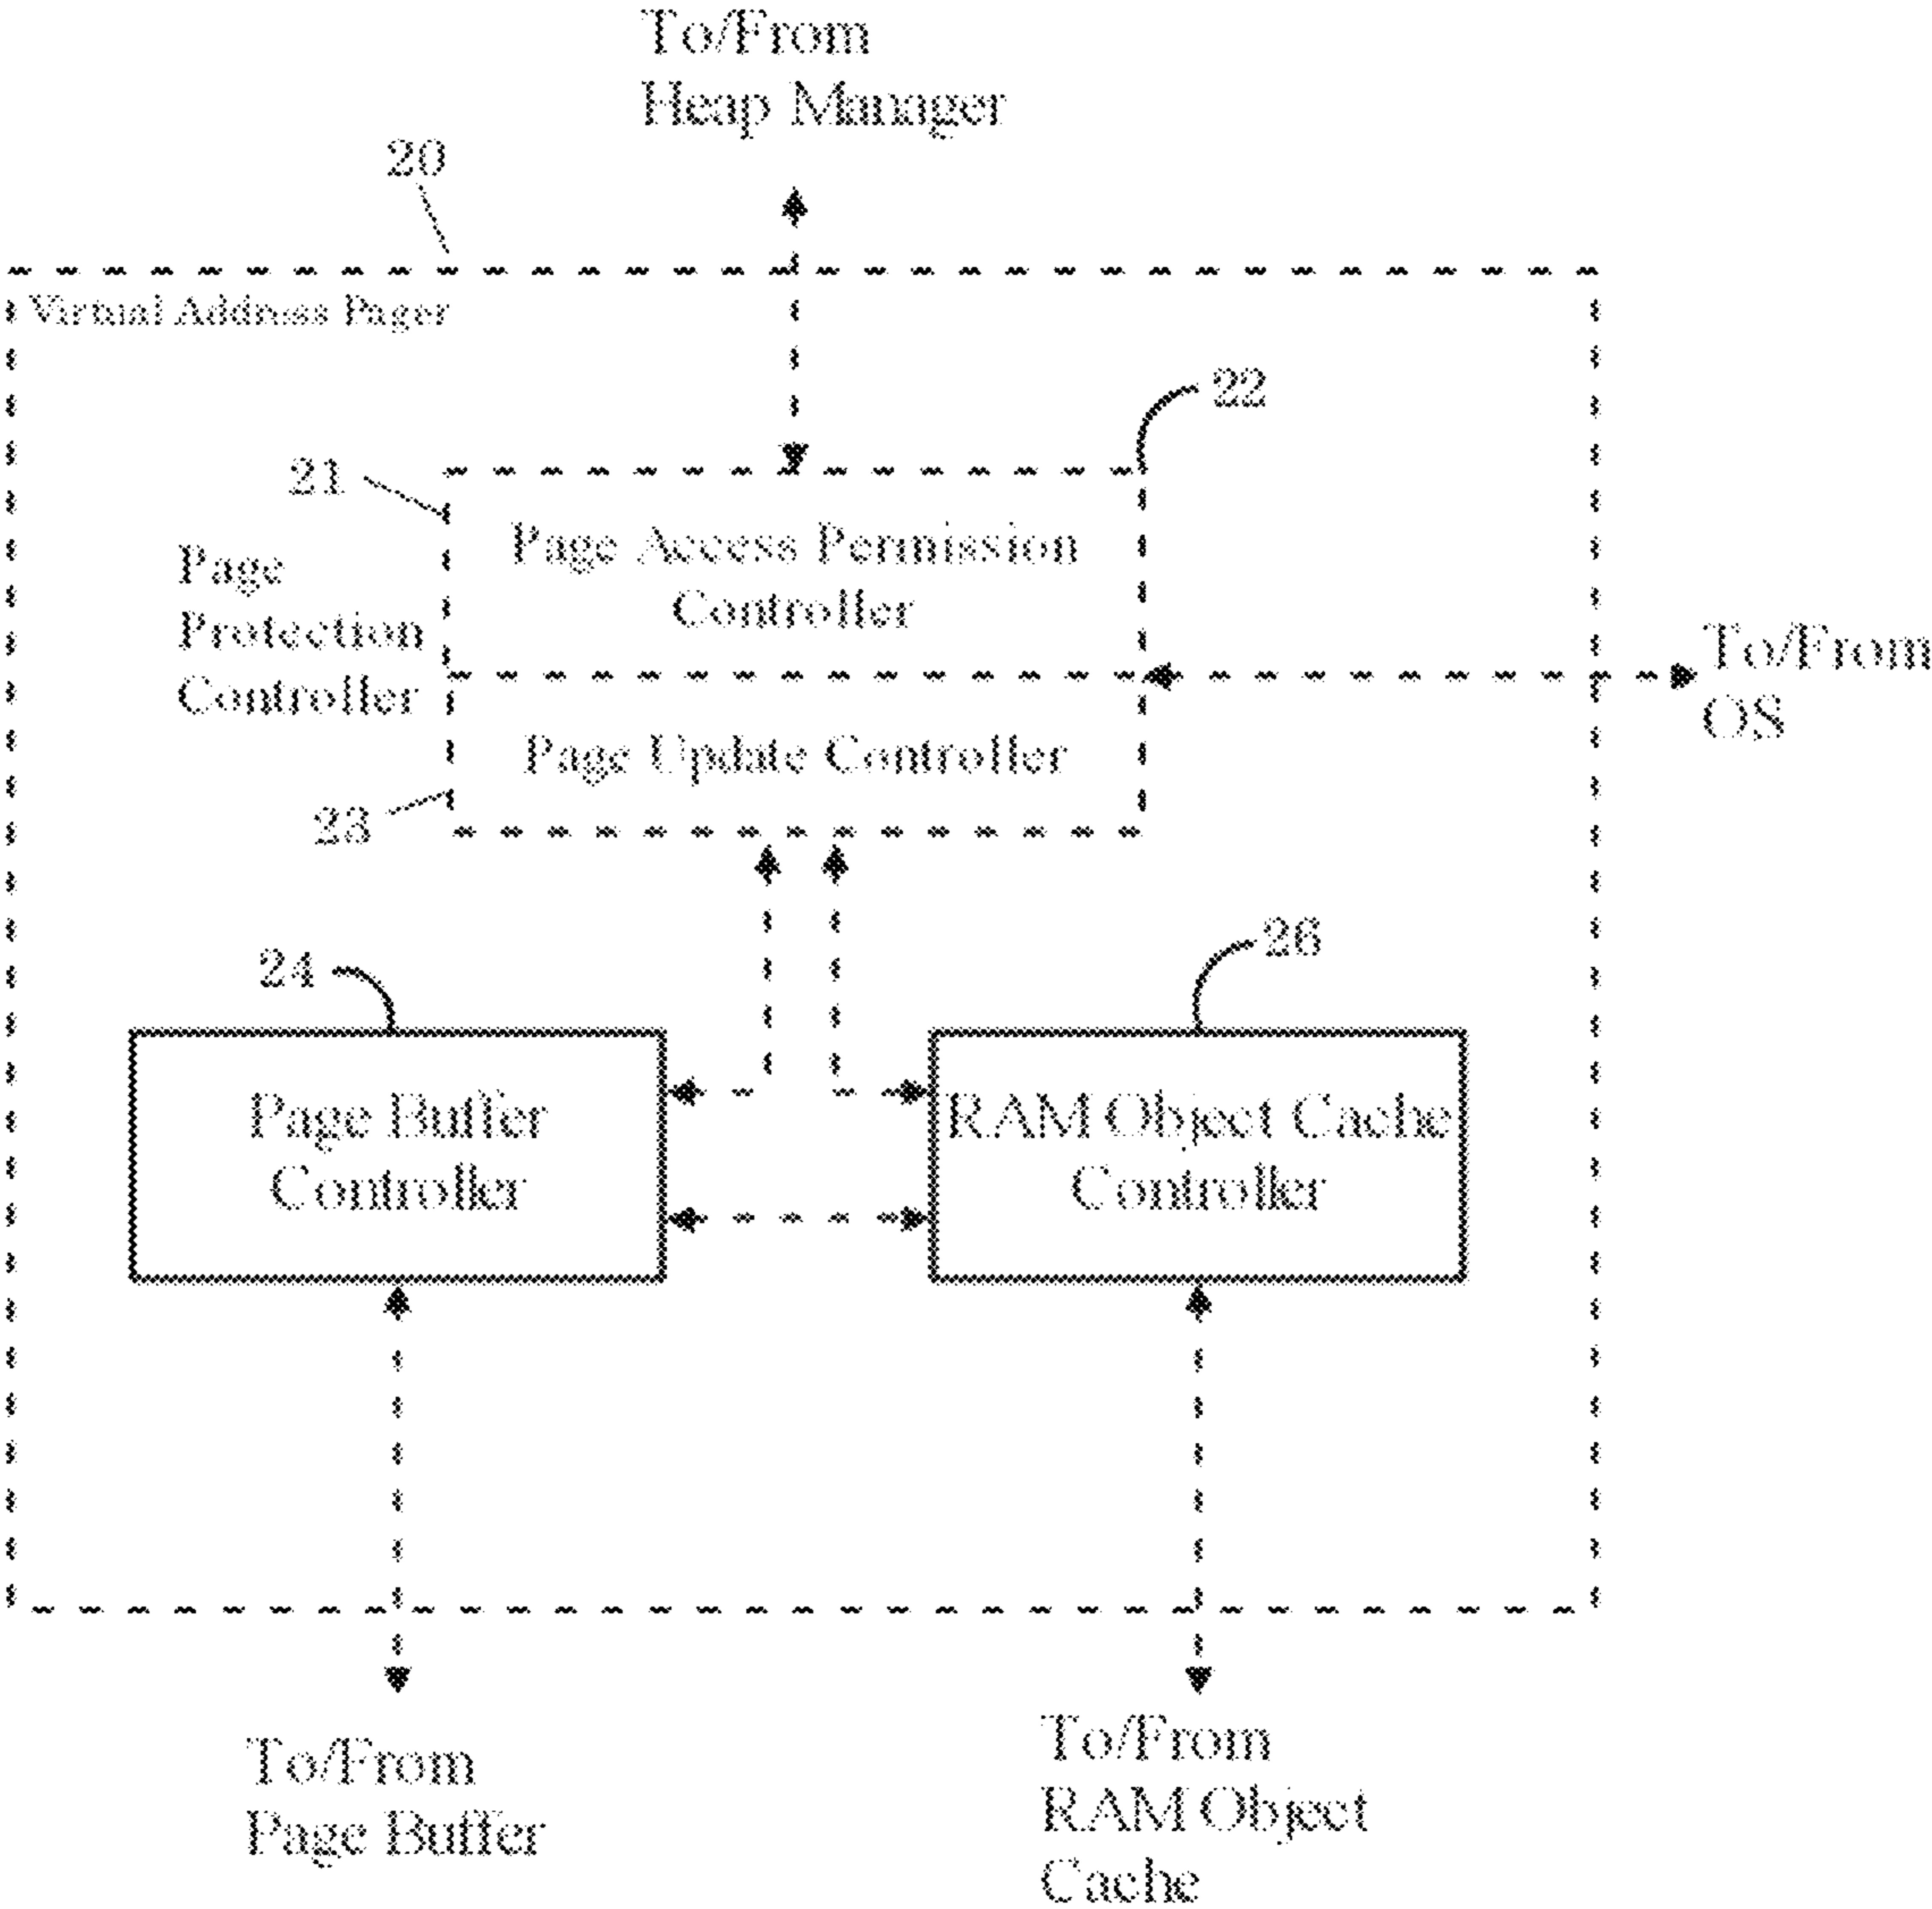 To/From
Heap Manager
20
Virtual Address Pager
22
21
Page Access Permission
Controller
Page
Protection
Controller
To/From
OS
Page Update Controller
23
24
26
Page Buffer
Controller
RAM Object Cache
Controller
To/From
Page Buffer
To/From
RAM Object
Cache